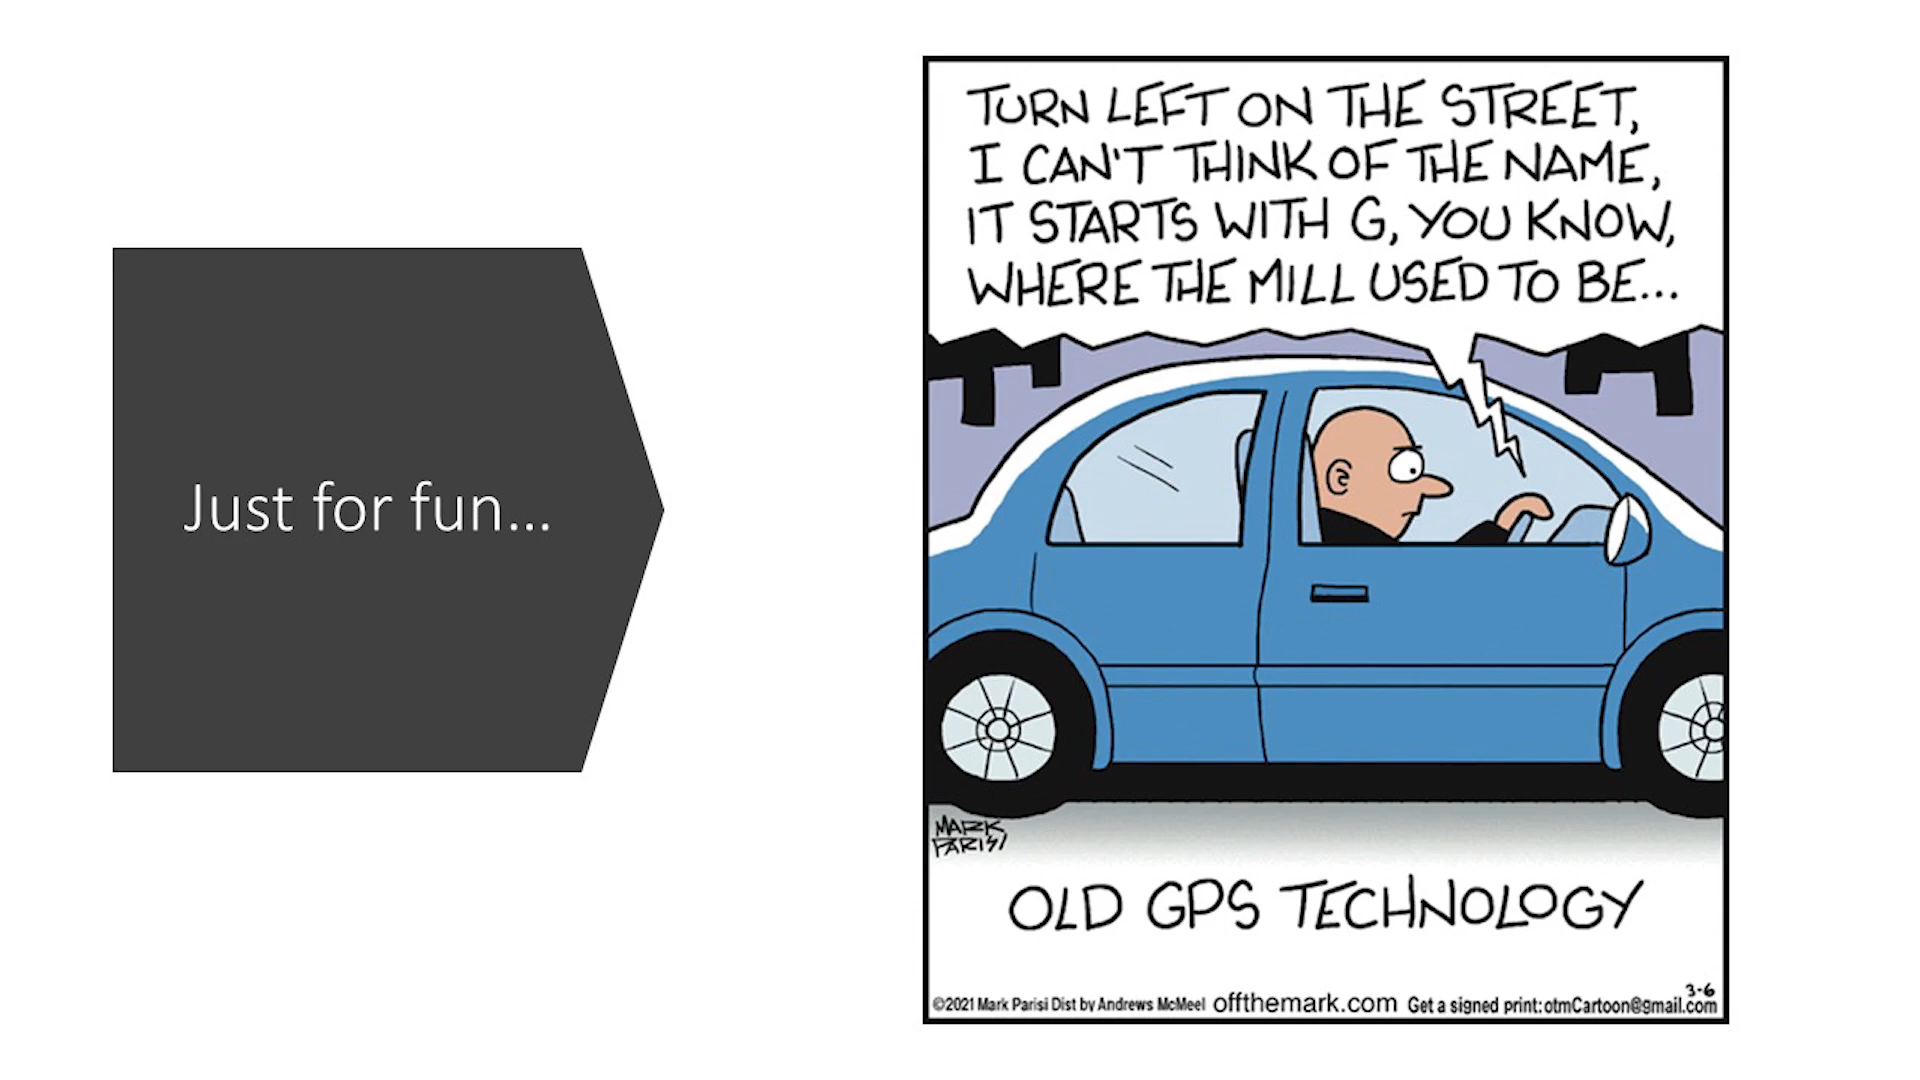 Just for fun...
TURN LEFT ON THE STREET,
I CAN'T THINK OF THE NAME,
IT STARTS WITH G, YOU KNOW,
WHERE THE MILL USED TO BE...
MARK
PARISI
OLD GPS TECHNOLOGY
3-6
©2021 Mark Parisi Dist by Andrews McMeel offthemark.com Get a signed print: otmCartoon@gmail.com